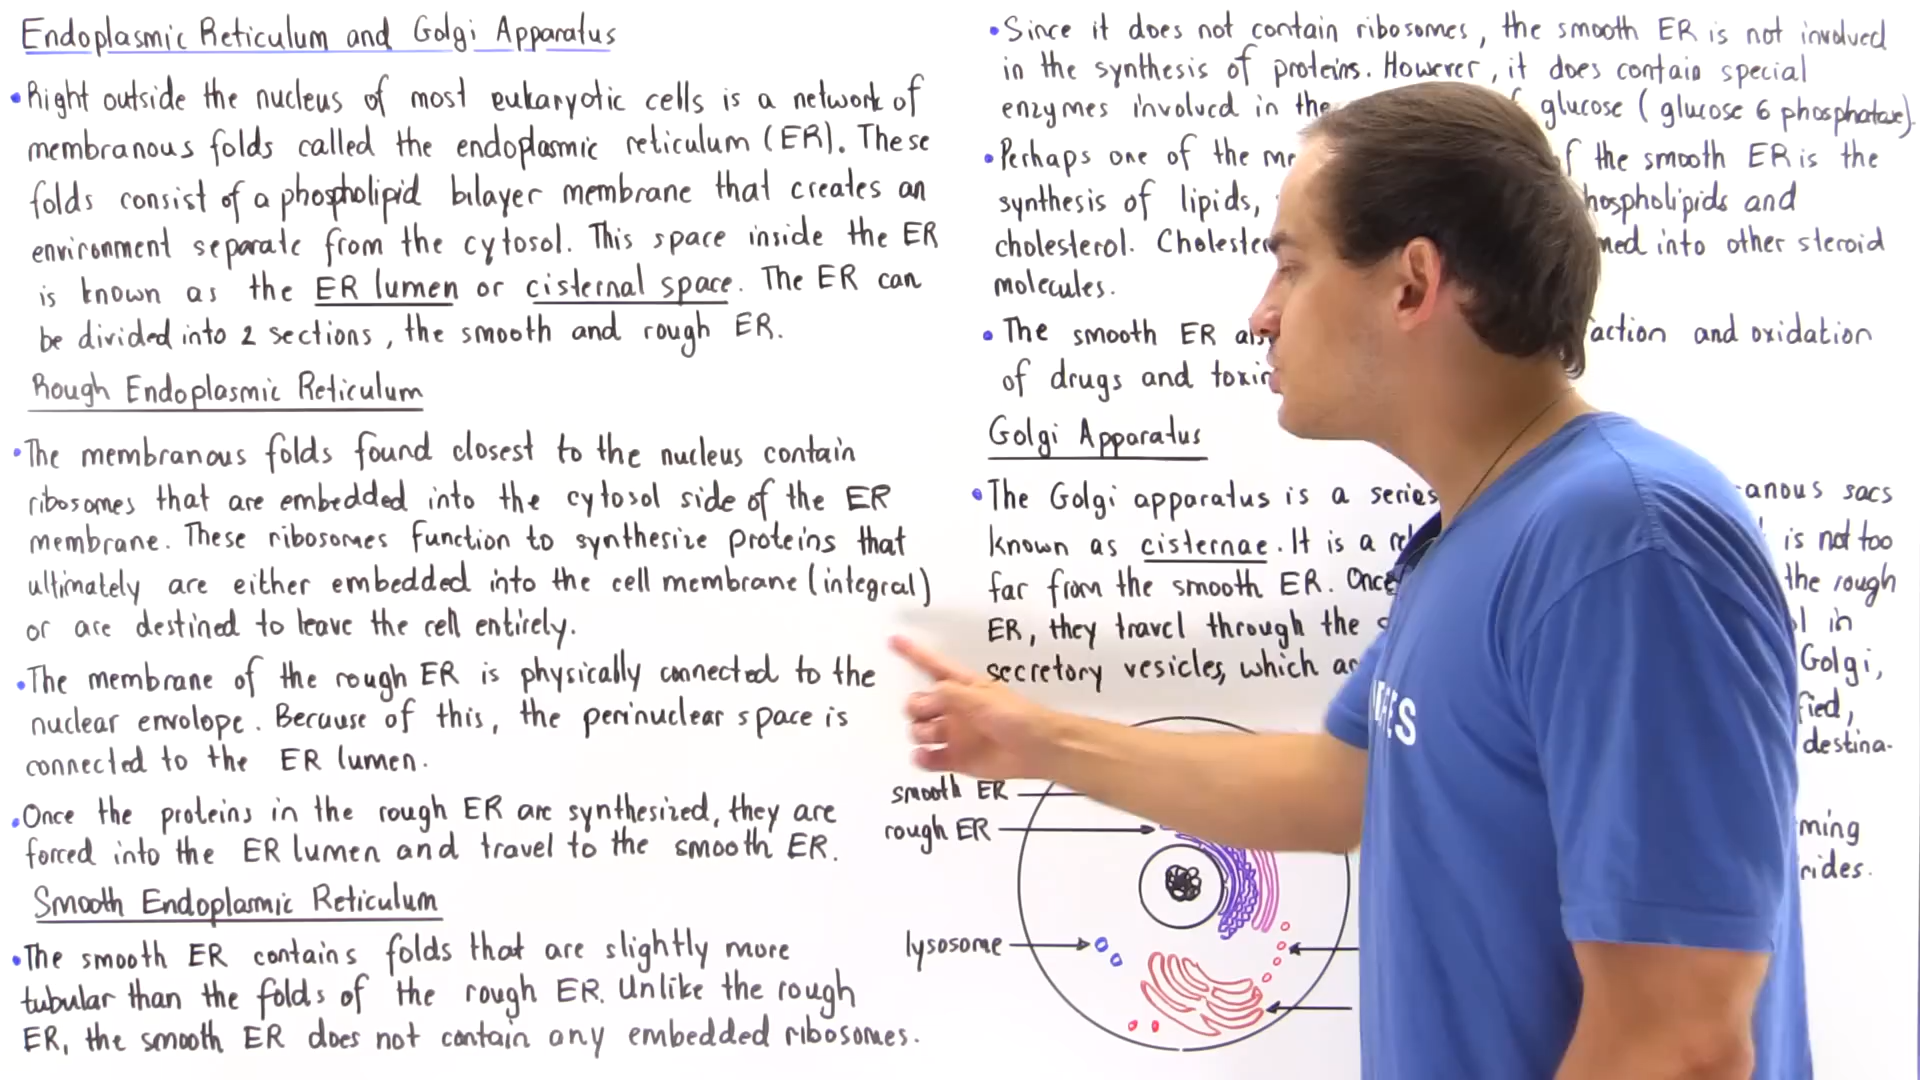 Endoplasmic Reticulum and Golgi Apparatus
• Right outside the nucleus of most eukaryotic cells is a network of
membranous folds called the endoplasmic reticulum (ER). These
folds consist of a phospholipid bilayer membrane that creates an
environment separate from the cytosol. This space inside the ER
is known as the ER lumen or cisternal space. The ER can
be divided into 2 sections, the smooth and rough ER.
Rough Endoplasmic Reticulum
• The membranous folds found closest to the nucleus contain
ribosomes that are embedded into the cytosol side of the ER
membrane. These ribosomes function to synthesize proteins that
ultimately are either embedded into the cell membrane (integral)
or are destined to leave the cell entirely.
• The membrane of the rough ER is physically connected to the
nuclear envolope. Because of this, the perinuclear space is
connected to the ER lumen.
• Once the proteins in the rough ER are synthesized, they are
forced into the ER lumen and travel to the smooth ER.
Smooth Endoplasmic Reticulum
• The smooth ER contains folds that are slightly more
tubular than the folds of the rough ER. Unlike the rough
ER, the smooth ER does not contain any embedded ribosomes.
• Since it does not contain ribosomes, the smooth ER is not involved
in the synthesis of proteins. However, it does contain special
enzymes involved in the glucose (glucose 6 phosphatase).
• Perhaps one of the the smooth ER is the
synthesis of lipids, and
cholesterol. into other steroid
molecules.
• The smooth ER and oxidation
of drugs and
Golgi Apparatus
• The Golgi apparatus is a series sacs
known as cisternae. It is a is not too
far from the smooth ER. Once the rough
ER, they travel through the in
secretory vesicles, which Golgi,
destina-
smooth ER
rough ER
lysosome